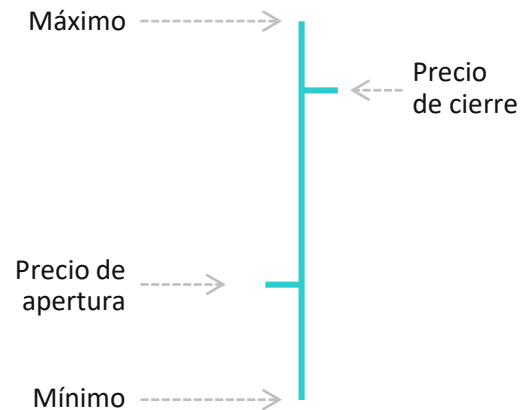 Máximo
Precio
de cierre
Precio de
apertura
Mínimo